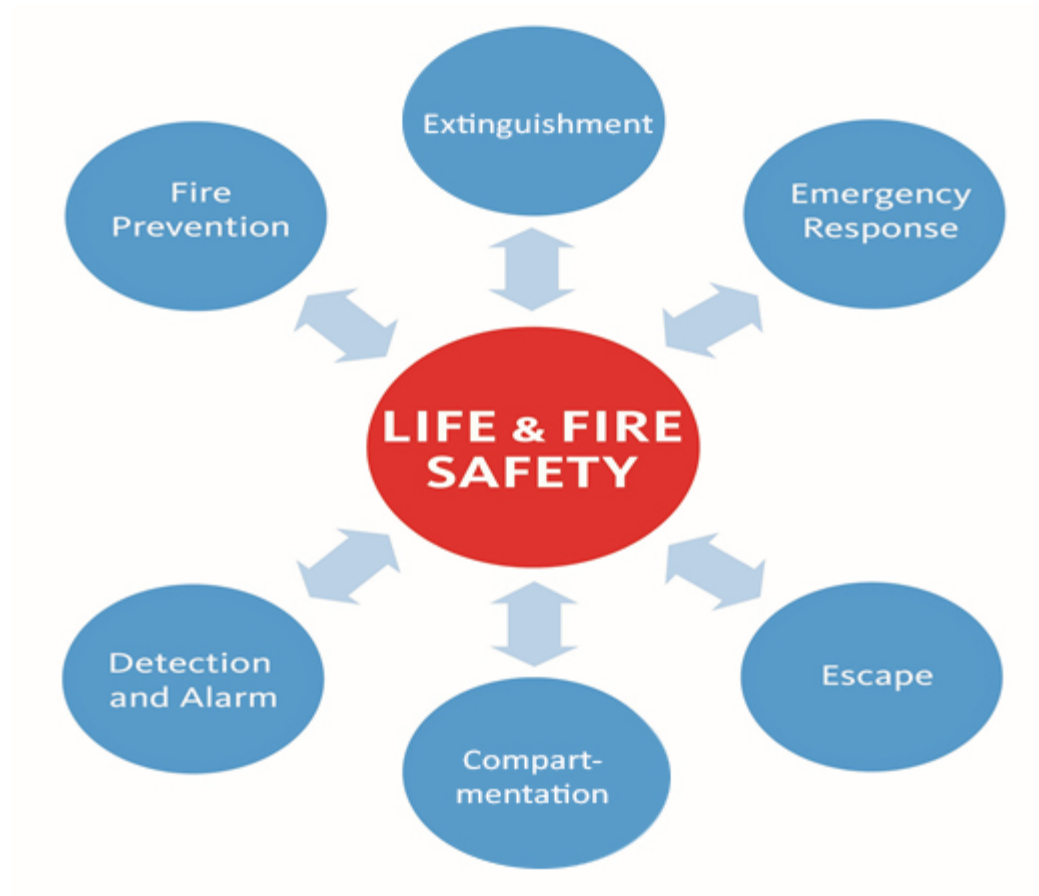 Extinguishment
Fire
Prevention
Emergency
Response
LIFE & FIRE
SAFETY
Detection
and Alarm
Escape
Compart-
mentation